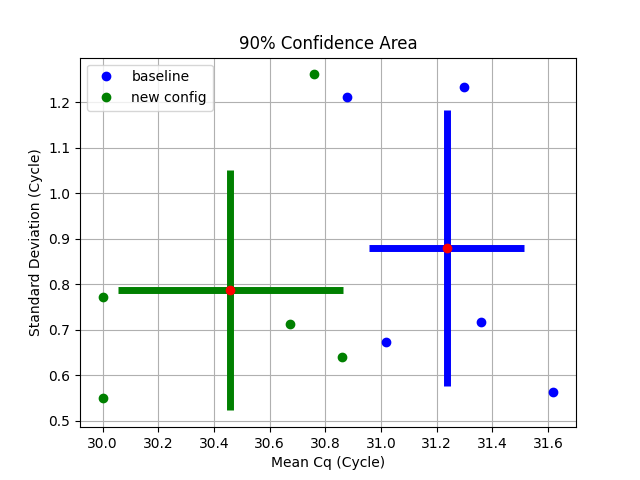 90% Confidence Area
baseline
new config
Standard Deviation (Cycle)
1.2
1.1
1.0
0.9
0.8
0.7
0.6
0.5
30.0 30.2 30.4 30.6 30.8 31.0 31.2 31.4 31.6
Mean Cq (Cycle)